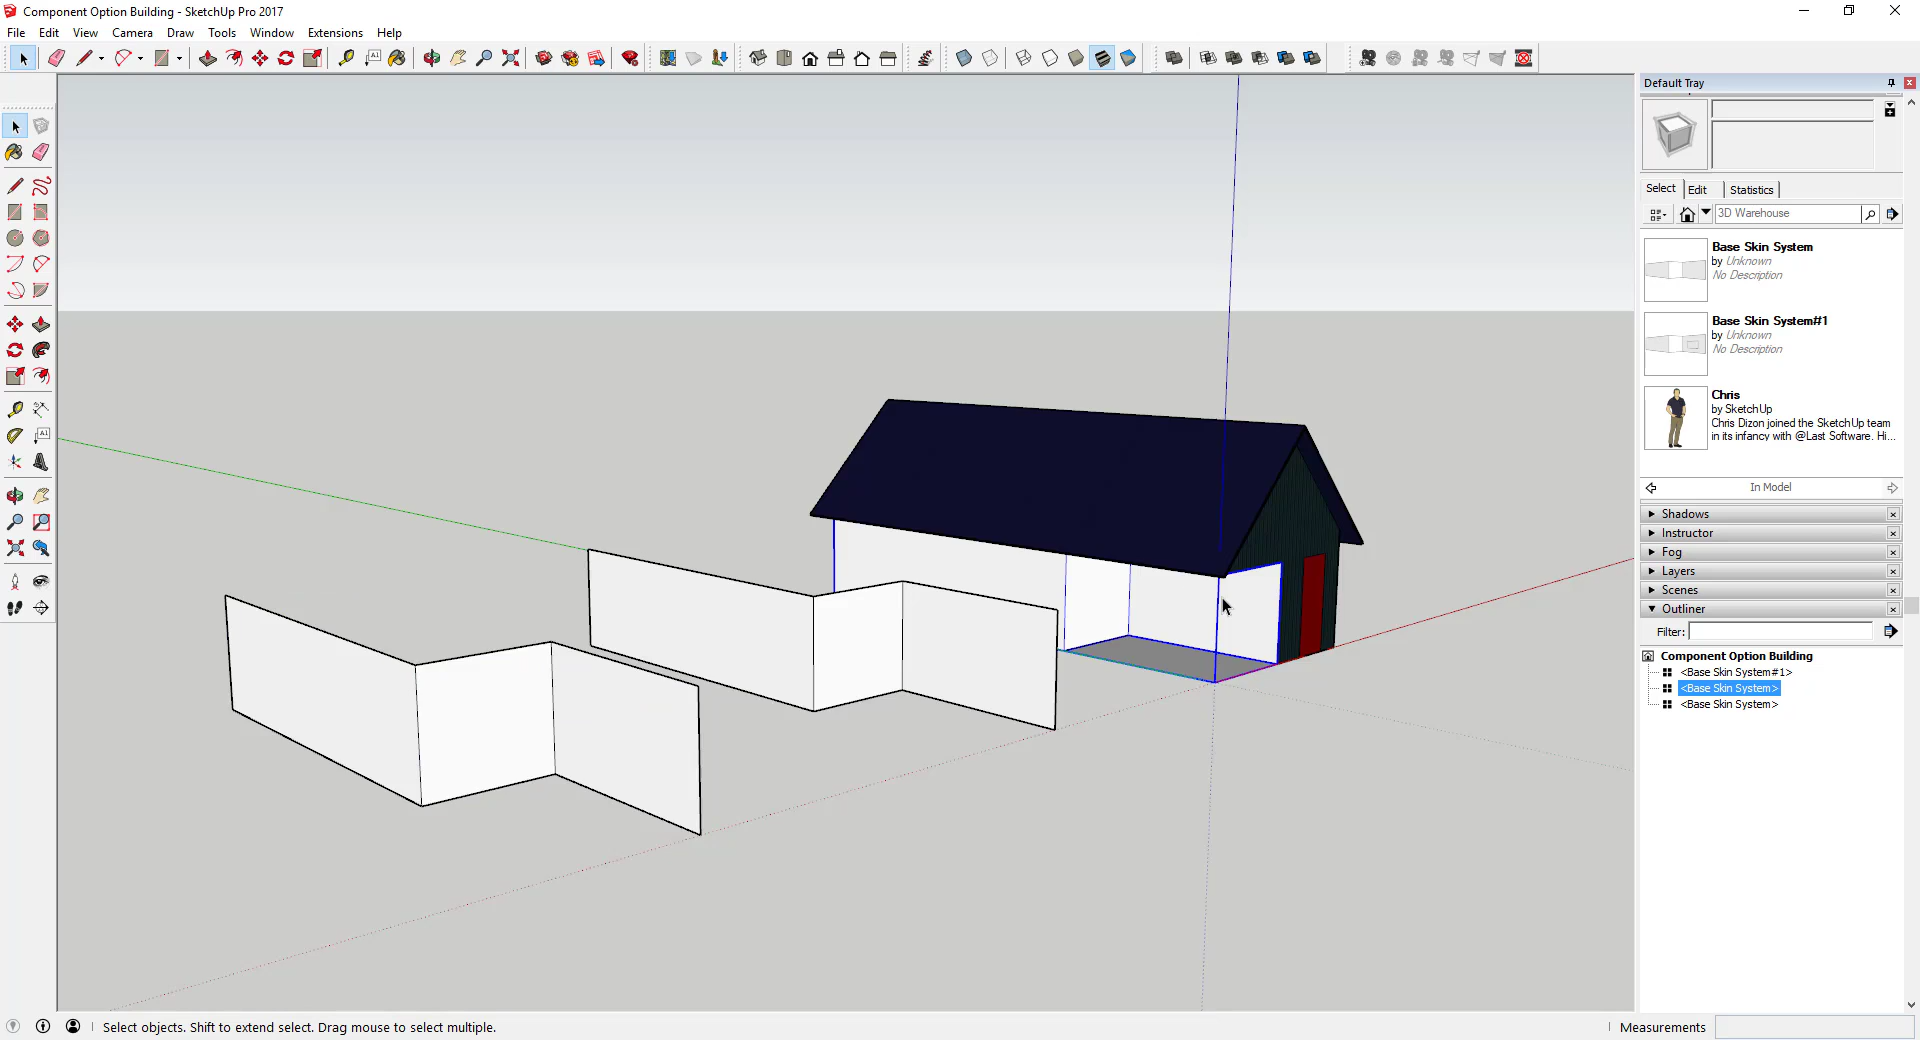 Component Option Building - SketchUp Pro 2017
File Edit View Camera Draw Tools Window Extensions Help
Default Tray
Select Edit Statistics
3D Warehouse
Base Skin System
by Unknown
No Description
Base Skin System#1
by Unknown
No Description
Chris
by SketchUp
Chris Dizon joined the SketchUp team
in its infancy with @Last Software. Hi...
In Model
Shadows
Instructor
Fog
Layers
Scenes
Outliner
Filter:
Component Option Building
<Base Skin System#1>
<Base Skin System>
<Base Skin System>
Select objects. Shift to extend select. Drag mouse to select multiple.
Measurements